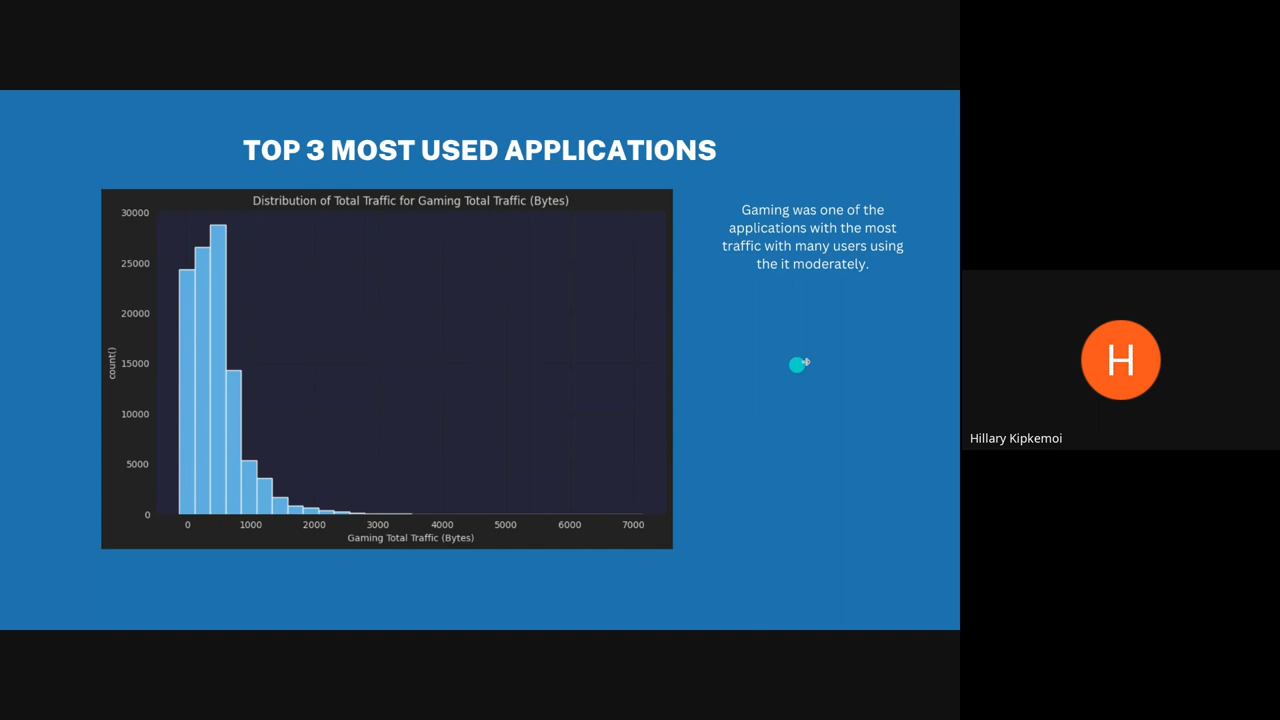 TOP 3 MOST USED APPLICATIONS
Distribution of Total Traffic for Gaming Total Traffic (Bytes)
30000
25000
20000
15000
10000
5000
0
count()
0 1000 2000 3000 4000 5000 6000 7000
Gaming Total Traffic (Bytes)
Gaming was one of the
applications with the most
traffic with many users using
the it moderately.
H
Hillary Kipkemoi